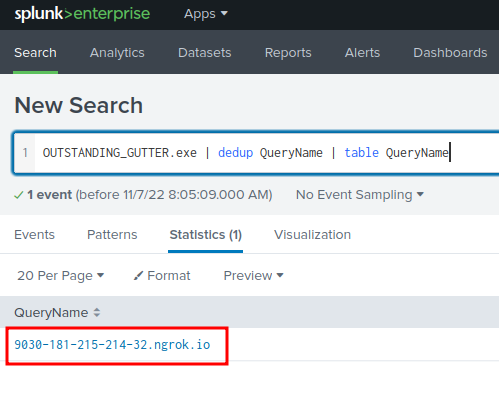 splunk>enterprise Apps
Search Analytics Datasets Reports Alerts Dashboards
New Search
1 OUTSTANDING_GUTTER.exe | dedup QueryName | table QueryName
1 event (before 11/7/22 8:05:09.000 AM) No Event Sampling
Events Patterns Statistics (1) Visualization
20 Per Page Format Preview
QueryName
9030-181-215-214-32.ngrok.io